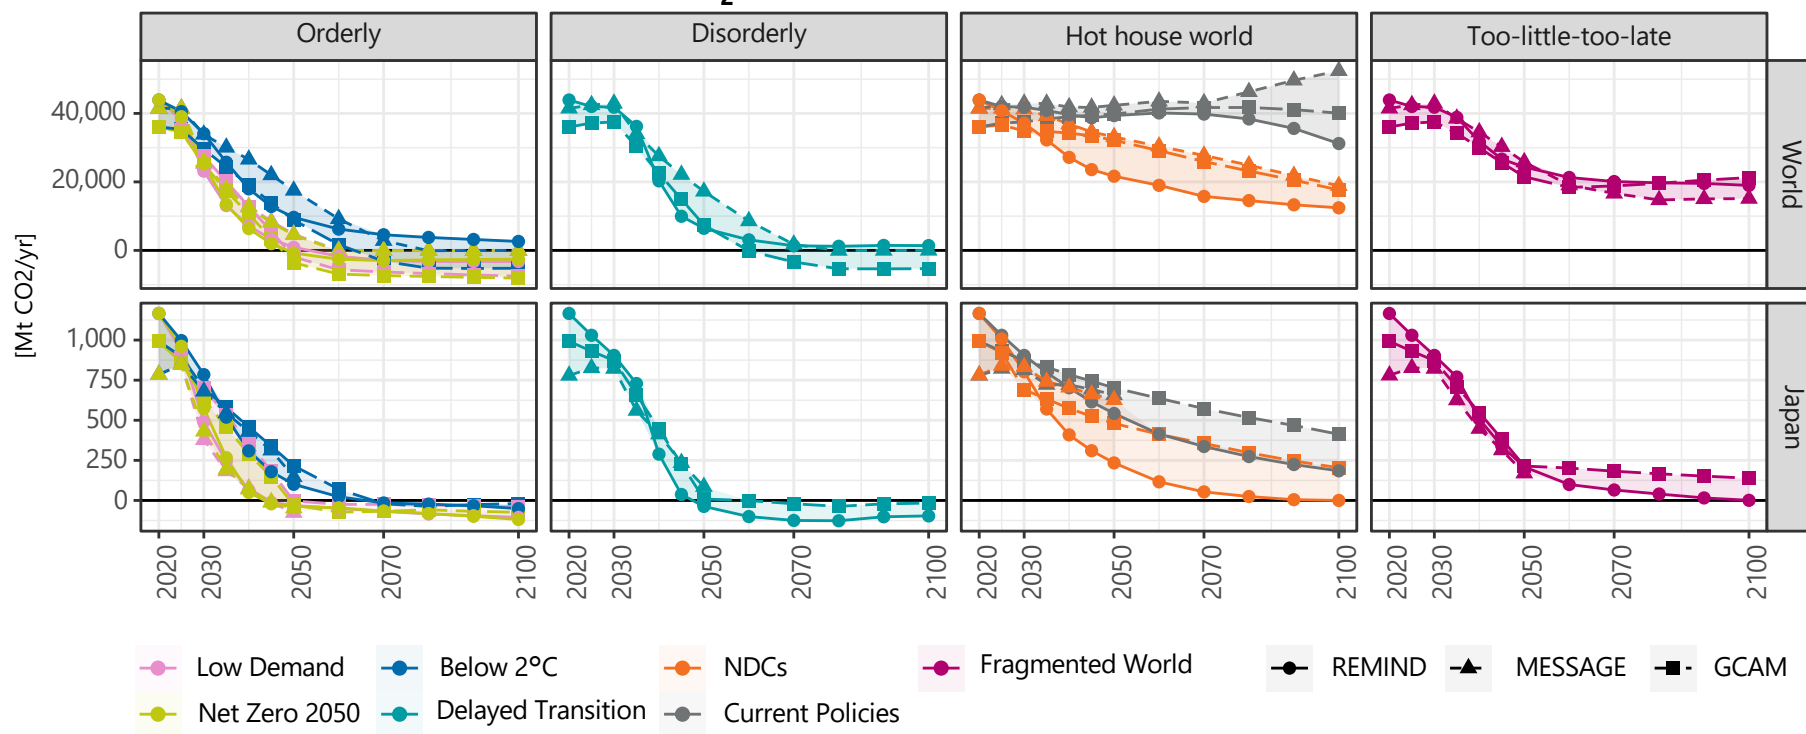 2
Orderly
Disorderly
Hot house world
Too-little-too-late
[Mt CO2/yr]
40,000
20,000
0
World
1,000
750
500
250
0
Japan
2020 2030 2050 2070 2100
2020 2030 2050 2070 2100
2020 2030 2050 2070 2100
2020 2030 2050 2070 2100
Low Demand Below 2°C NDCs Fragmented World REMIND MESSAGE GCAM
Net Zero 2050 Delayed Transition Current Policies